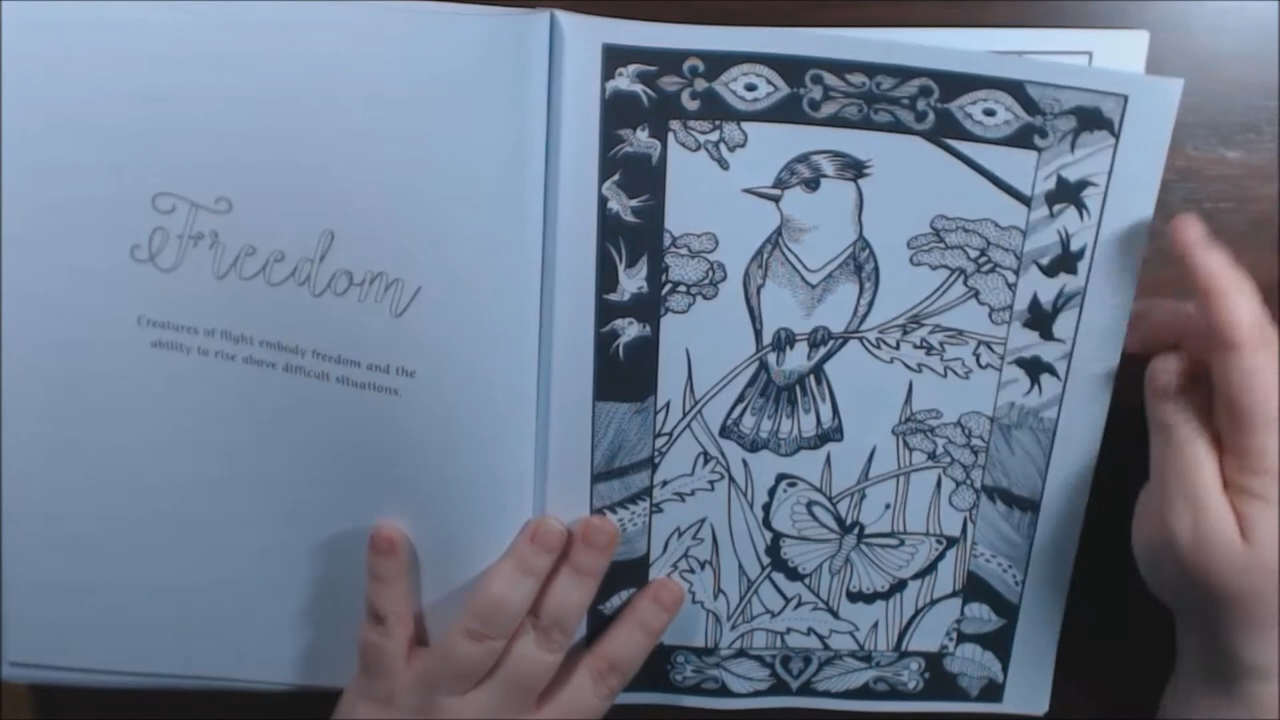 Freedom
Creatures of flight embody freedom and the
ability to rise above difficult situations.